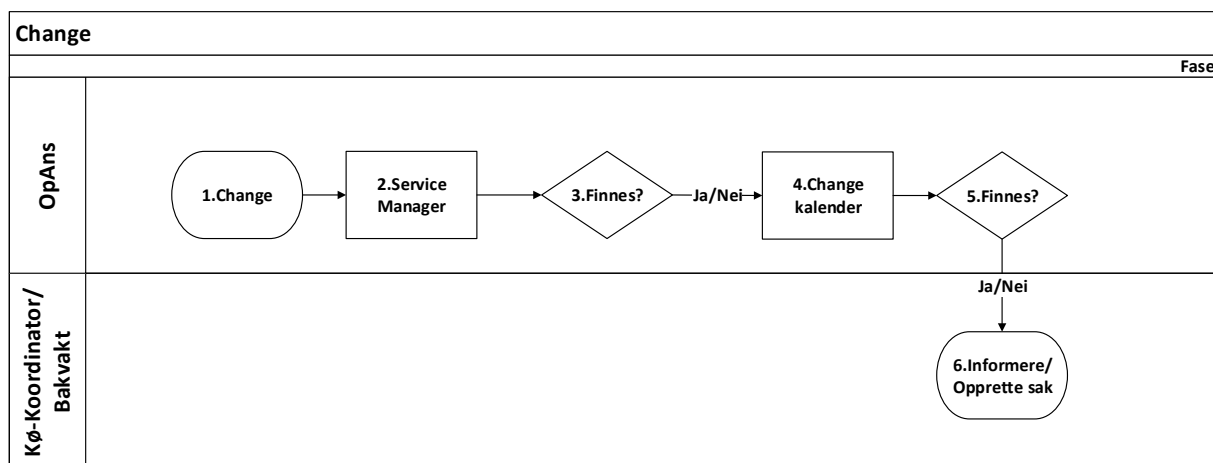 Change
Fase
OpAns
1.Change
2.Service
Manager
3.Finnes?
Ja/Nei
4.Change
kalender
5.Finnes?
Ja/Nei
Kø-Koordinator/
Bakvakt
6.Informere/
Opprette sak